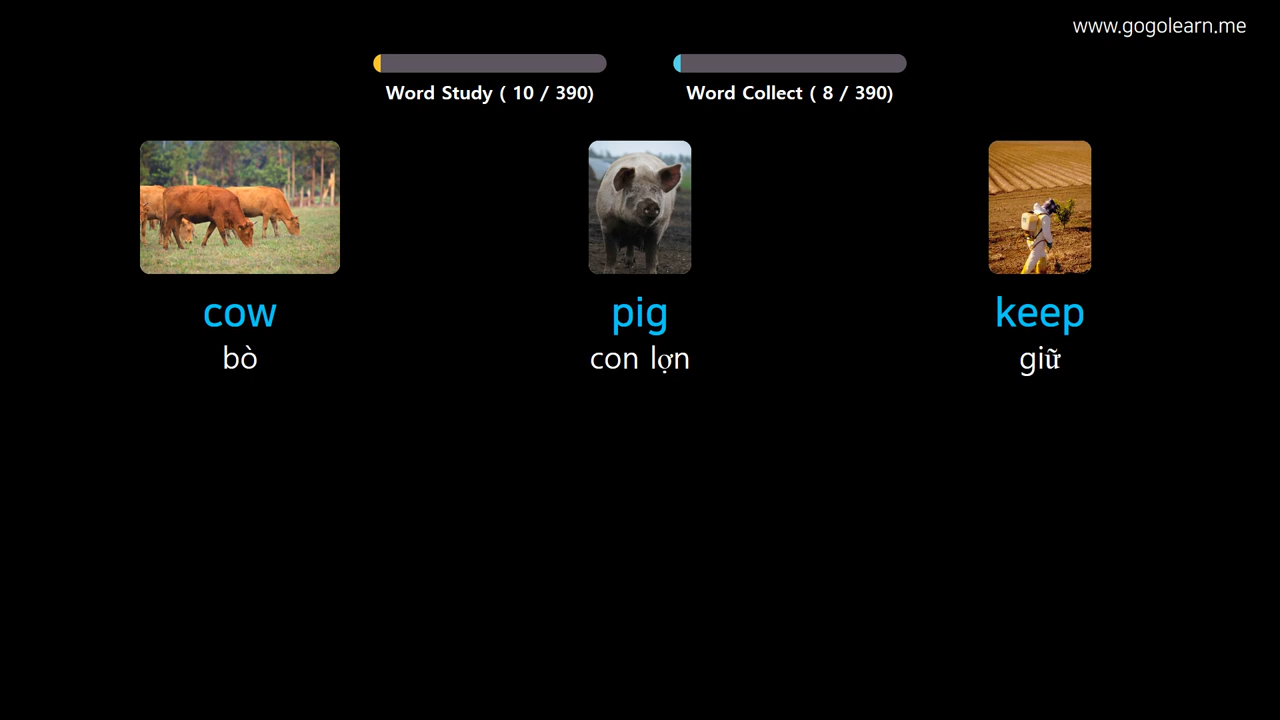 www.gogolearn.me
Word Study ( 10 / 390)
Word Collect ( 8 / 390)
cow
bò
pig
con lợn
keep
giữ